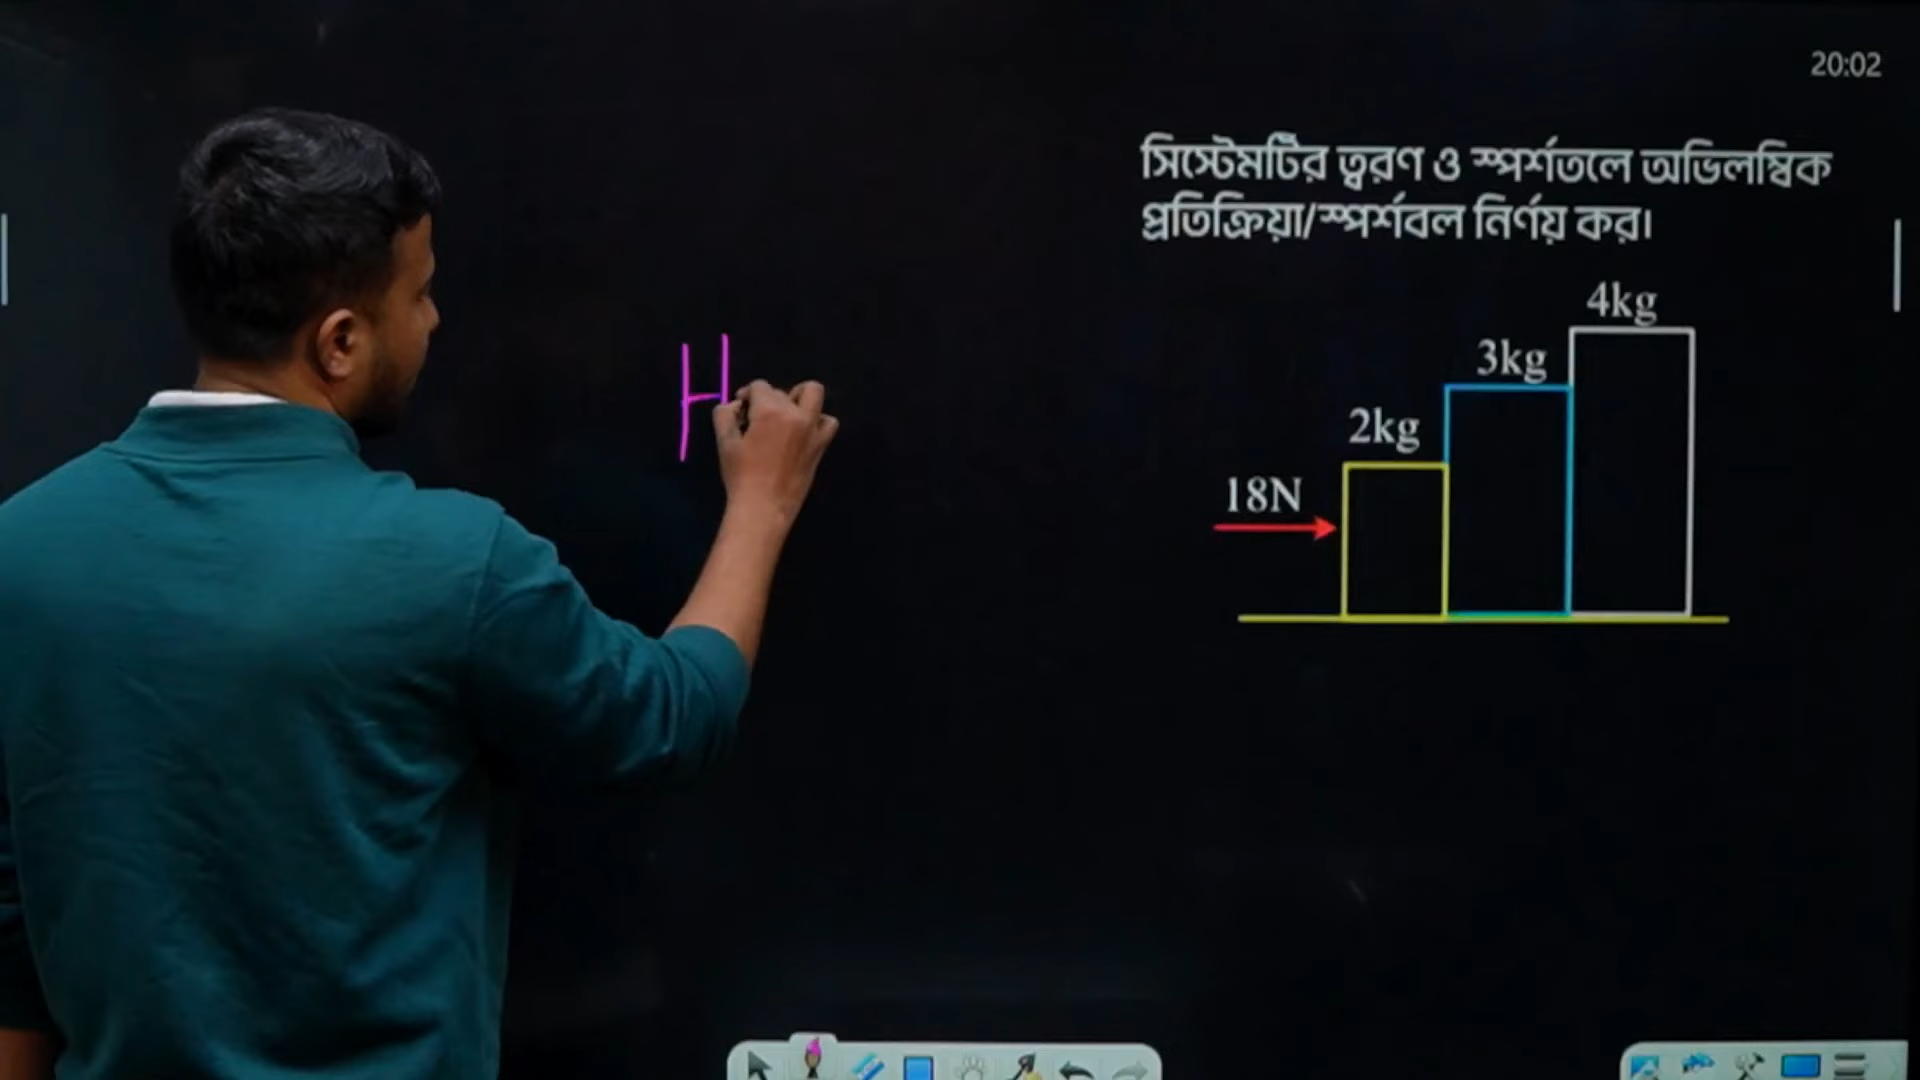 20:02
সিস্টেমটির ত্বরণ ও স্পর্শতলে অভিলম্বিক
প্রতিক্রিয়া/স্পর্শবল নির্ণয় কর।
4kg
3kg
2kg
18N
H